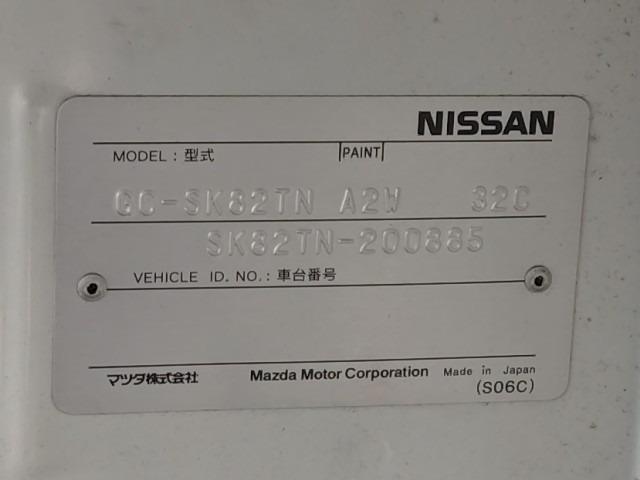 NISSAN
MODEL：型式 PAINT
GC-SK82TN A2W 32C
SK82TN-200885
VEHICLE ID. NO.：車台番号
マツダ株式会社 Mazda Motor Corporation Made in Japan
(S06C)